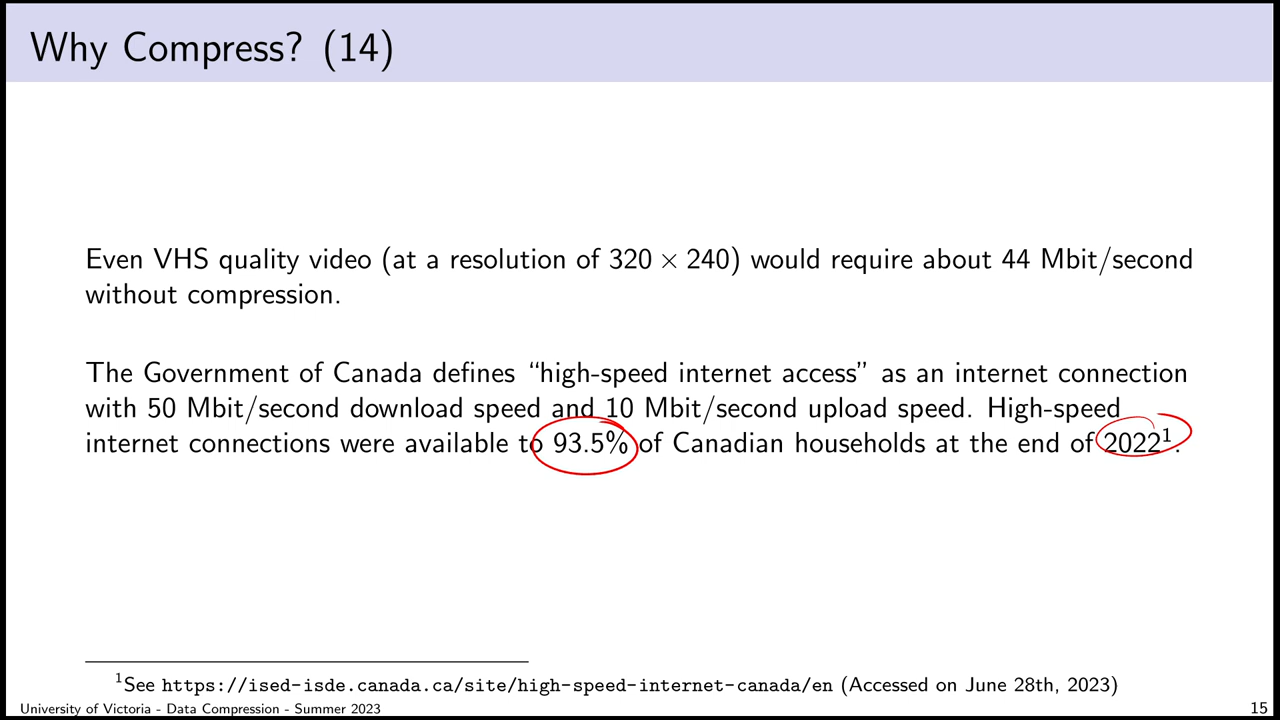 Why Compress? (14)
Even VHS quality video (at a resolution of 320 × 240) would require about 44 Mbit/second
without compression.
The Government of Canada defines “high-speed internet access” as an internet connection
with 50 Mbit/second download speed and 10 Mbit/second upload speed. High-speed
internet connections were available to 93.5% of Canadian households at the end of 2022¹.
¹See https://ised-isde.canada.ca/site/high-speed-internet-canada/en (Accessed on June 28th, 2023)
University of Victoria - Data Compression - Summer 2023
15